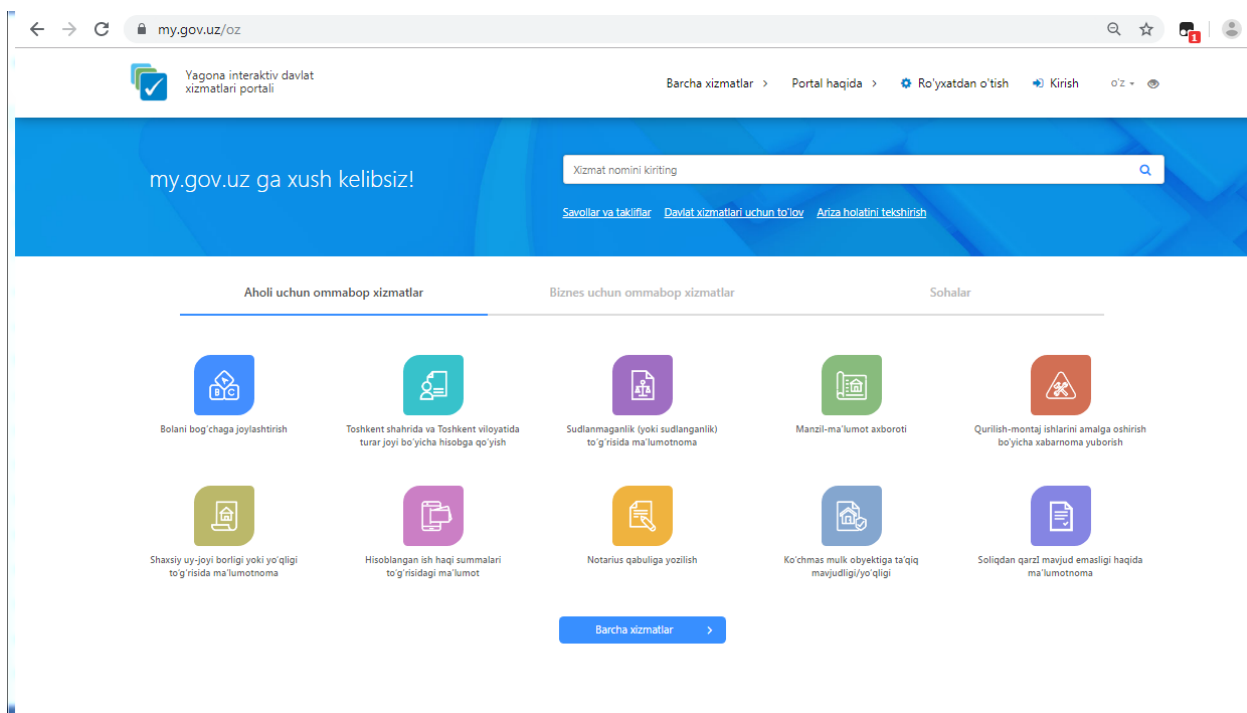 my.gov.uz/oz
1
Yagona interaktiv davlat
xizmatlari portali
Barcha xizmatlar > Portal haqida > Ro'yxatdan o'tish Kirish o'z
my.gov.uz ga xush kelibsiz!
Xizmat nomini kiriting
Savollar va takliflar Davlat xizmatlari uchun to'lov Ariza holatini tekshirish
Aholi uchun ommabop xizmatlar Biznes uchun ommabop xizmatlar Sohalar
B C
Bolani bog'chaga joylashtirish
Toshkent shahrida va Toshkent viloyatida
turar joyi bo'yicha hisobga qo'yish
Sudlanmaganlik (yoki sudlanganlik)
to'g'risida ma'lumotnoma
Manzil-ma'lumot axboroti
Qurilish-montaj ishlarini amalga oshirish
bo'yicha xabarnoma yuborish
Shaxsiy uy-joyi borligi yoki yo'qligi
to'g'risida ma'lumotnoma
Hisoblangan ish haqi summalari
to'g'risidagi ma'lumot
Notarius qabuliga yozilish
Ko'chmas mulk obyektiga ta'qiq
mavjudligi/yo'qligi
Soliqdan qarzI mavjud emasligi haqida
ma'lumotnoma
Barcha xizmatlar >